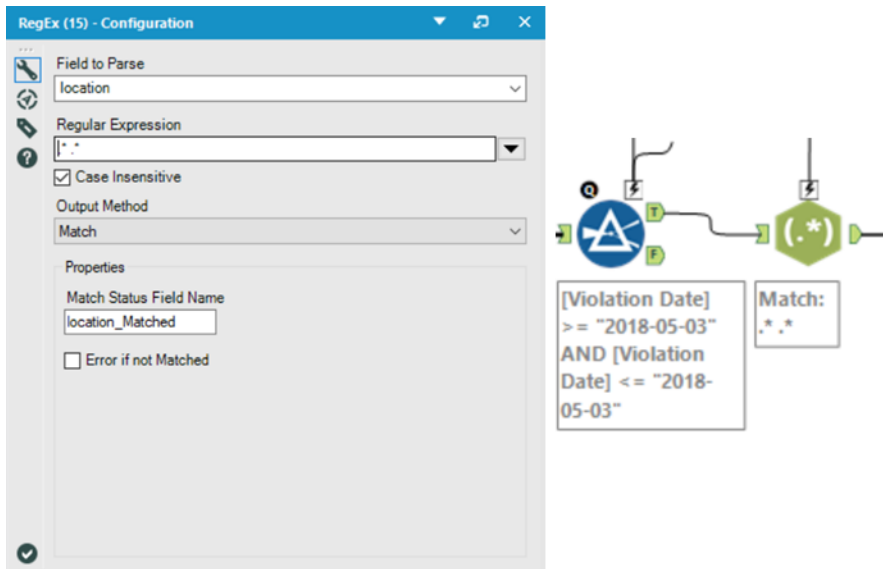 RegEx (15) - Configuration
Field to Parse
location
Regular Expression
.* .*
Case Insensitive
Output Method
Match
Properties
Match Status Field Name
location_Matched
Error if not Matched
Q
T
F
(.*)
[Violation Date]
>= "2018-05-03"
AND [Violation
Date] <= "2018-
05-03"
Match:
.* .*